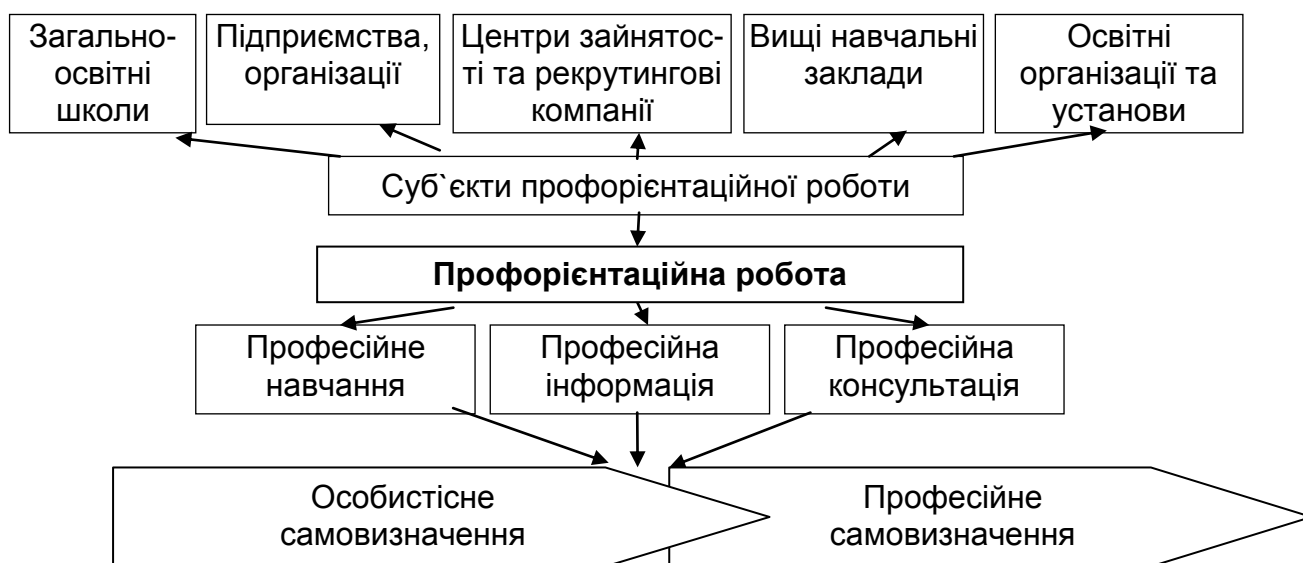 Загально-
освітні
школи
Підприємства,
організації
Центри зайнятос-
ті та рекрутингові
компанії
Вищі навчальні
заклади
Освітні
організації та
установи
Суб`єкти профорієнтаційної роботи
Профорієнтаційна робота
Професійне
навчання
Професійна
інформація
Професійна
консультація
Особистісне
самовизначення
Професійне
самовизначення